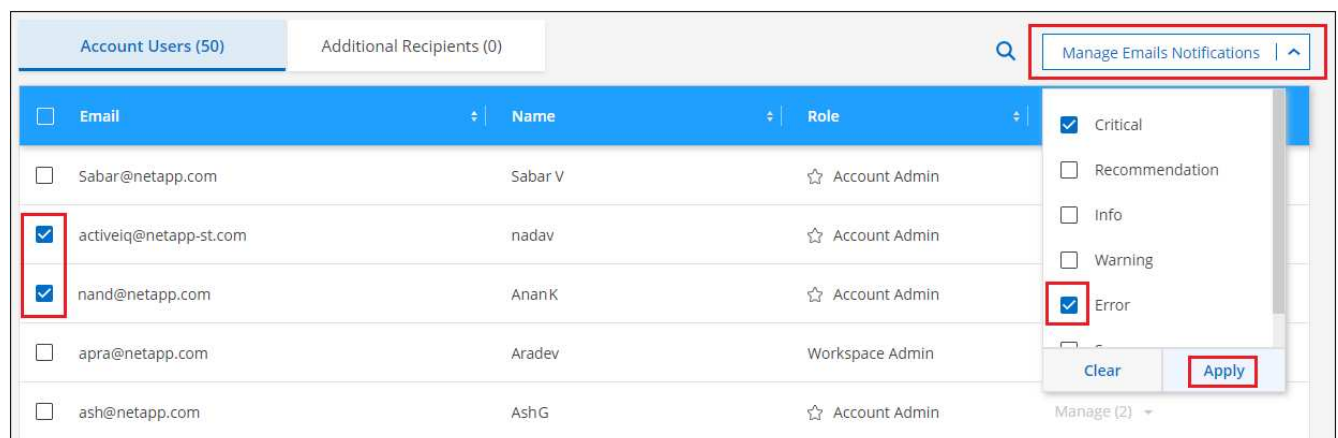 Account Users (50)
Additional Recipients (0)
Manage Emails Notifications
Email
Name
Role
Critical
Sabar@netapp.com
Sabar V
Account Admin
Recommendation
Info
activeiq@netapp-st.com
nadav
Account Admin
Warning
nand@netapp.com
AnanK
Account Admin
Error
apra@netapp.com
Aradev
Workspace Admin
Clear
Apply
ash@netapp.com
AshG
Account Admin
Manage (2)